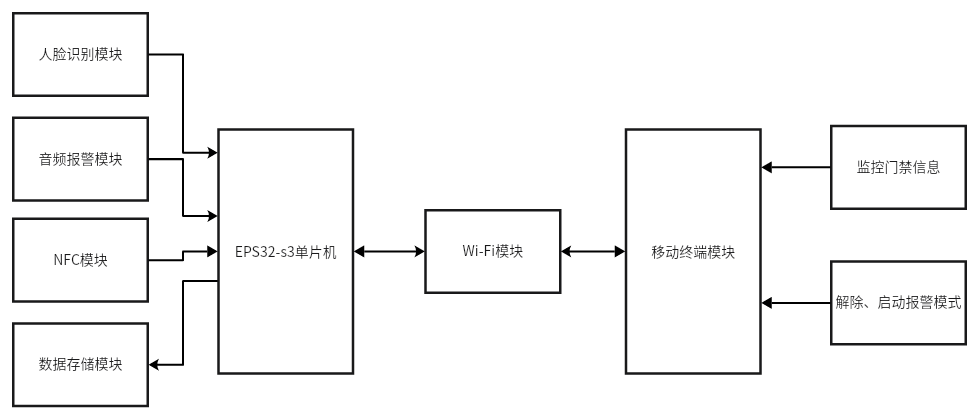 人脸识别模块
音频报警模块
NFC模块
数据存储模块
EPS32-s3单片机
Wi-Fi模块
移动终端模块
监控门禁信息
解除、启动报警模式